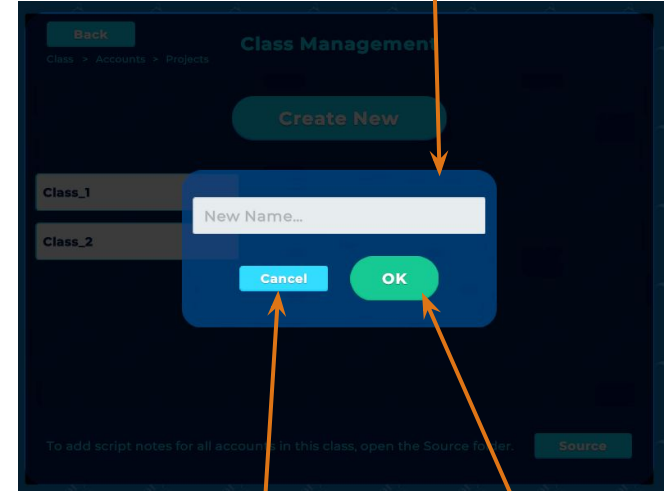 Back
Class Management
Class > Accounts > Projects
Create New
Class_1
New Name...
Class_2
Cancel
OK
To add script notes for all accounts in this class, open the Source folder.
Source